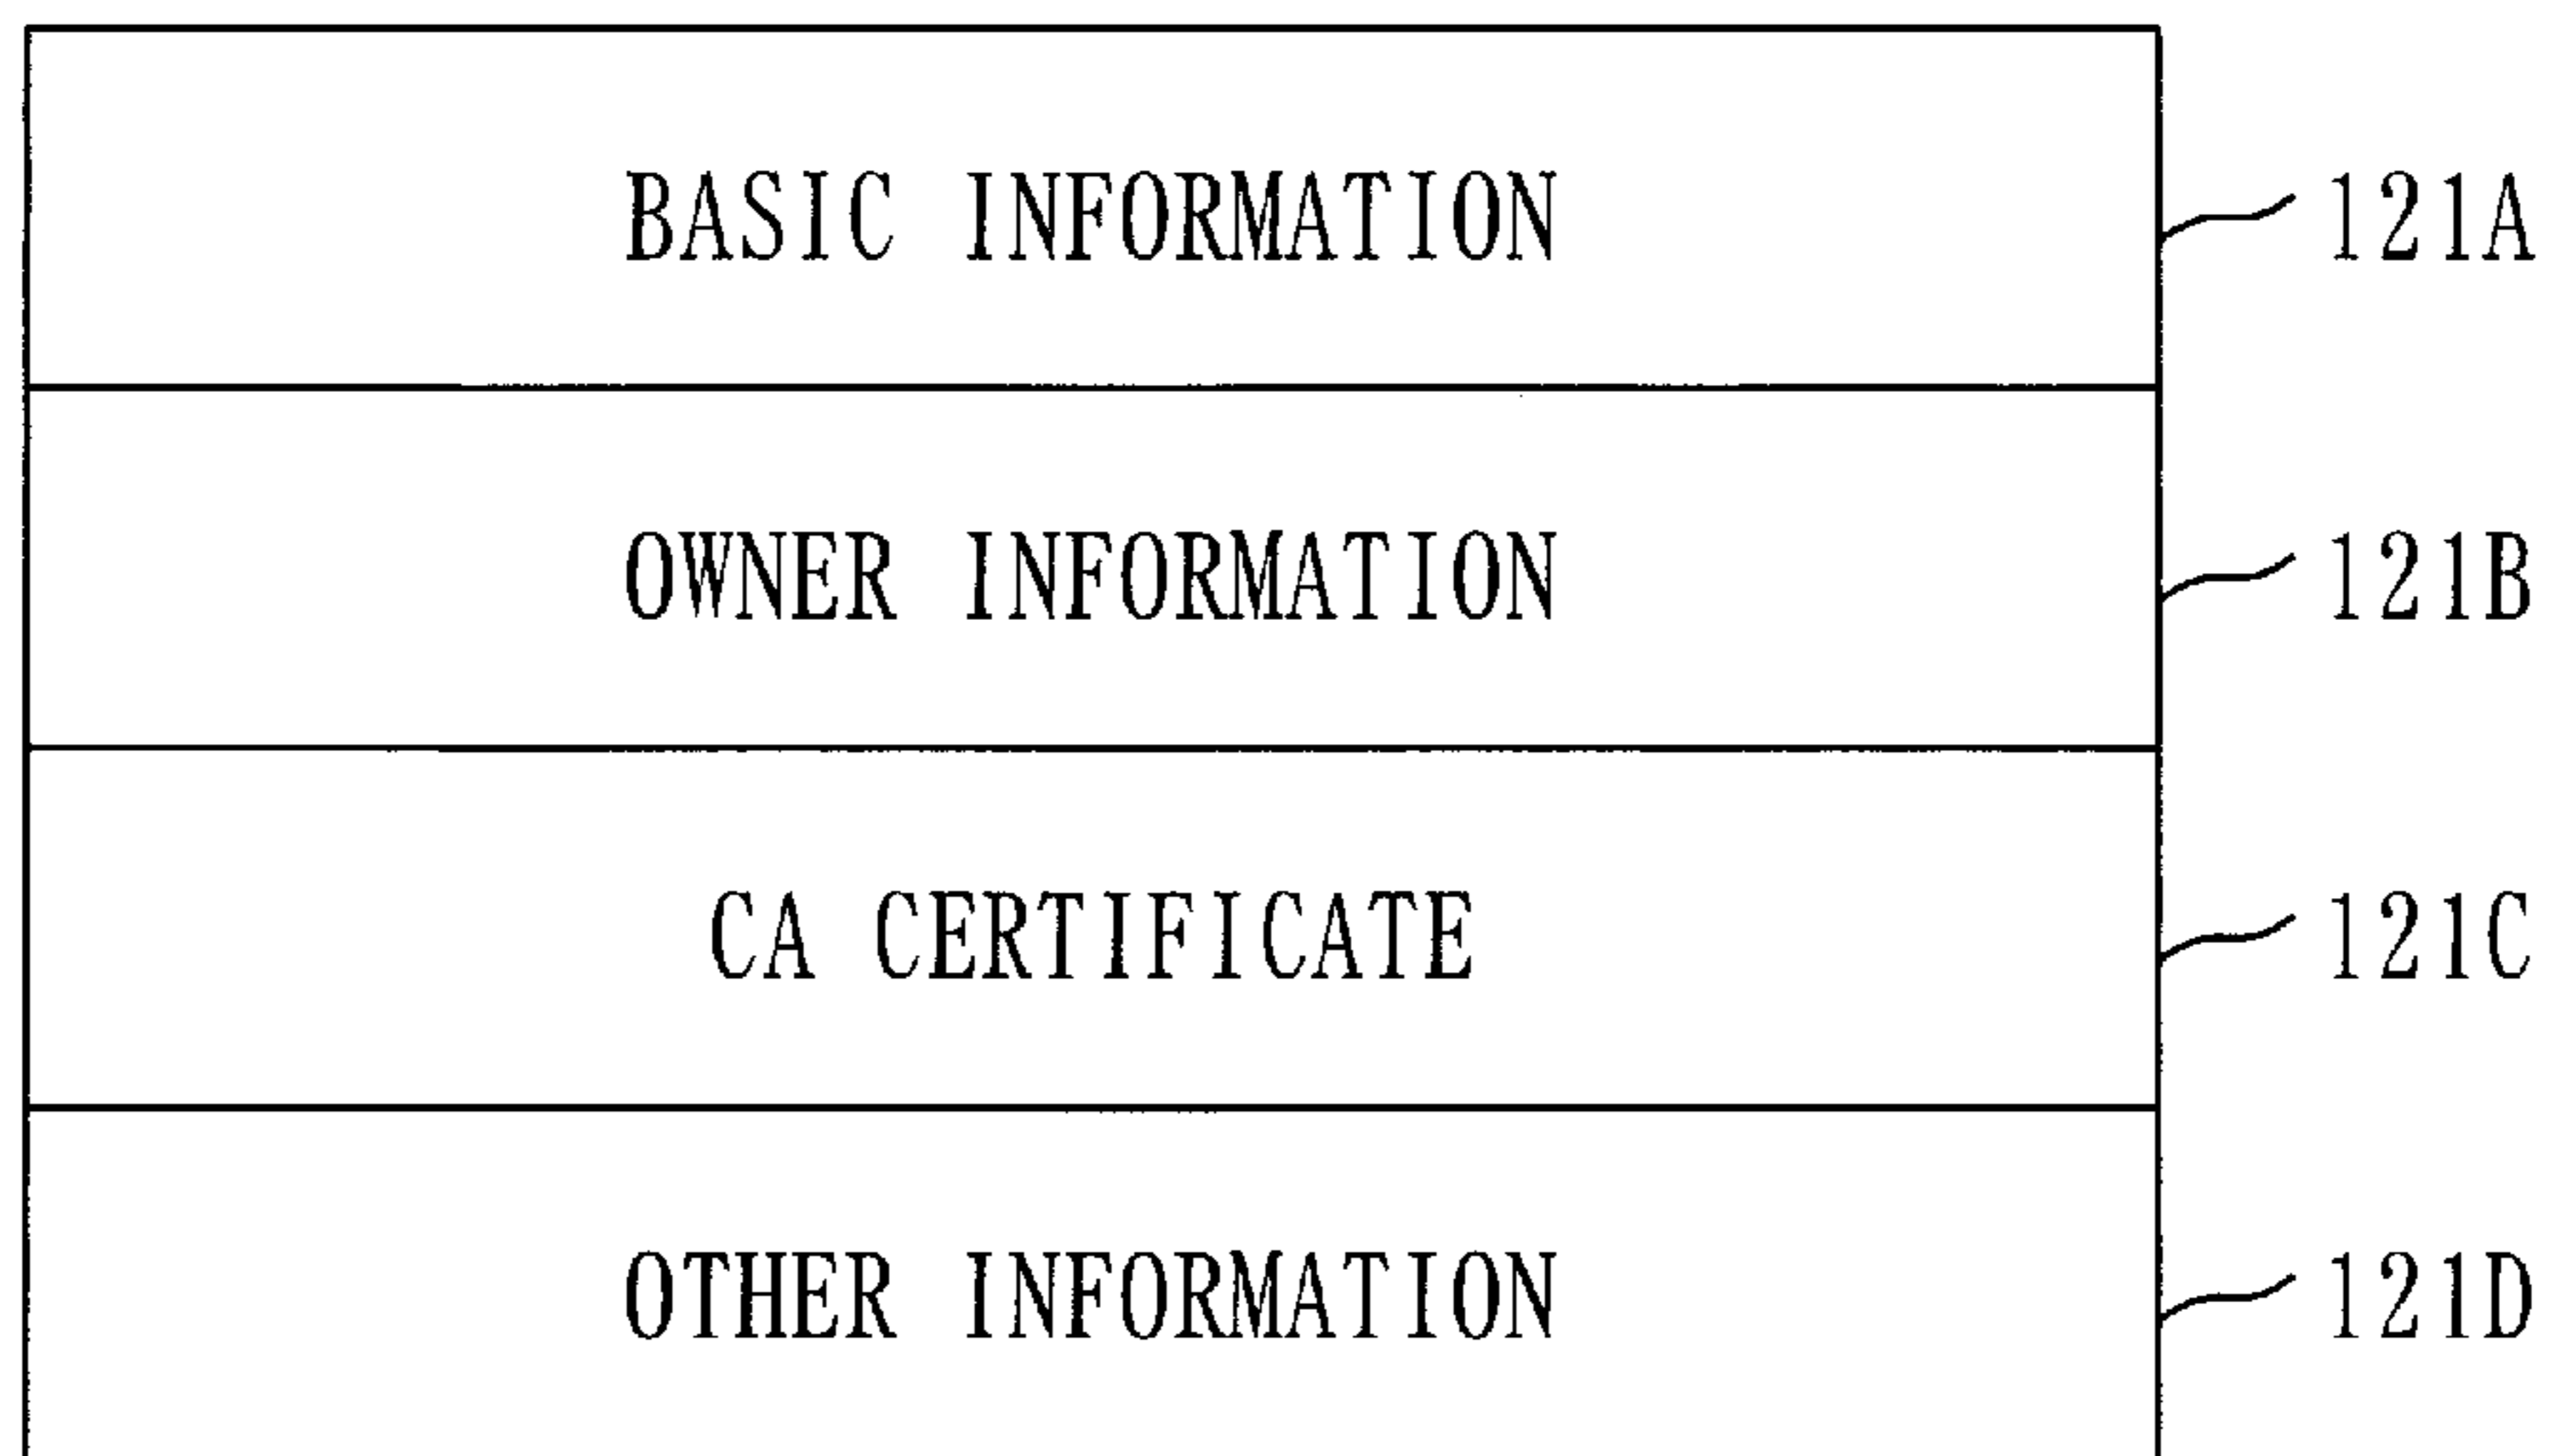 BASIC INFORMATION 121A
OWNER INFORMATION 121B
CA CERTIFICATE 121C
OTHER INFORMATION 121D